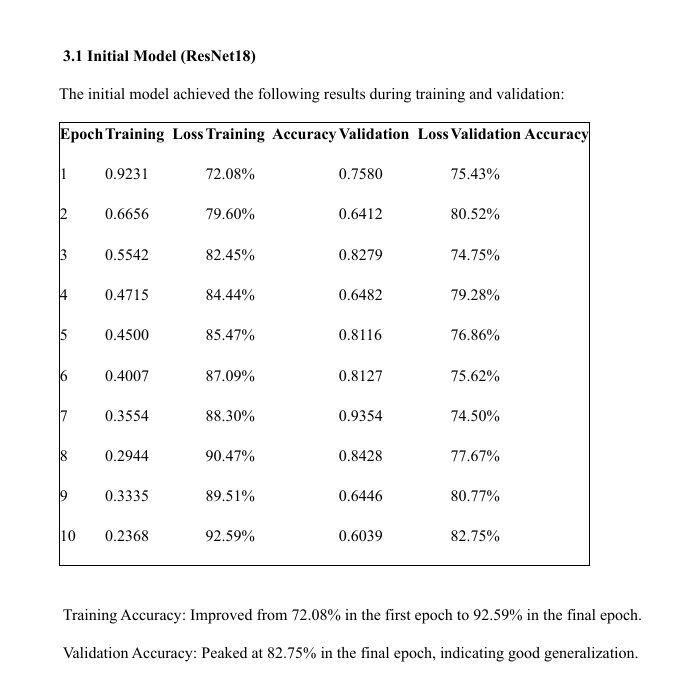 3.1 Initial Model (ResNet18)
The initial model achieved the following results during training and validation:
Epoch Training Loss Training Accuracy Validation Loss Validation Accuracy
1 0.9231 72.08% 0.7580 75.43%
2 0.6656 79.60% 0.6412 80.52%
3 0.5542 82.45% 0.8279 74.75%
4 0.4715 84.44% 0.6482 79.28%
5 0.4500 85.47% 0.8116 76.86%
6 0.4007 87.09% 0.8127 75.62%
7 0.3554 88.30% 0.9354 74.50%
8 0.2944 90.47% 0.8428 77.67%
9 0.3335 89.51% 0.6446 80.77%
10 0.2368 92.59% 0.6039 82.75%
Training Accuracy: Improved from 72.08% in the first epoch to 92.59% in the final epoch.
Validation Accuracy: Peaked at 82.75% in the final epoch, indicating good generalization.